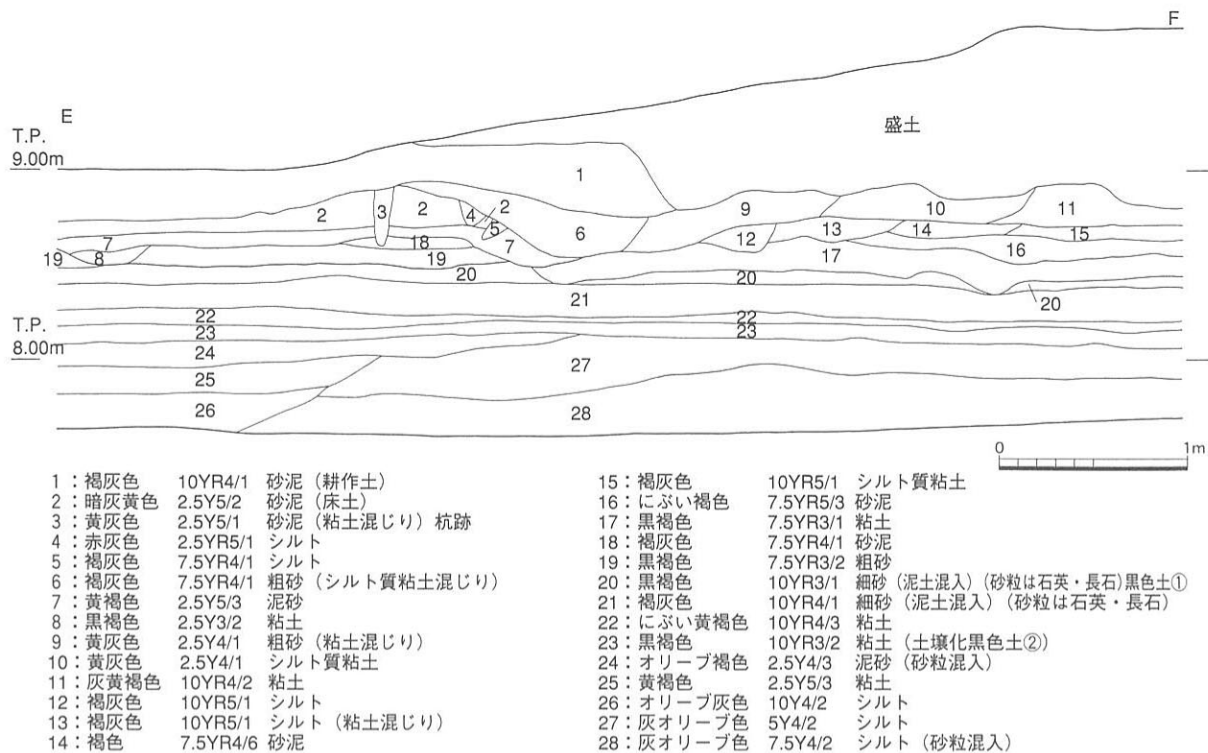 F
E
盛土
T.P.
9.00m
1
2 3 2 4 2 5 6 9 10 11
7 18 7 12 13 14 15
19 8 19 17 16
20 20 20
21
22 22
23 23
T.P.
8.00m
24 27
25
26 28
0 1m
1：褐灰色 10YR4/1 砂泥（耕作土）
2：暗灰黄色 2.5Y5/2 砂泥（床土）
3：黄灰色 2.5Y5/1 砂泥（粘土混じり）杭跡
4：赤灰色 2.5YR5/1 シルト
5：褐灰色 7.5YR4/1 シルト
6：褐灰色 7.5YR4/1 粗砂（シルト質粘土混じり）
7：黄褐色 2.5Y5/3 泥砂
8：黒褐色 2.5Y3/2 粘土
9：黄灰色 2.5Y4/1 粗砂（粘土混じり）
10：黄灰色 2.5Y4/1 シルト質粘土
11：灰黄褐色 10YR4/2 粘土
12：褐灰色 10YR5/1 シルト
13：褐灰色 10YR5/1 シルト（粘土混じり）
14：褐色 7.5YR4/6 砂泥
15：褐灰色 10YR5/1 シルト質粘土
16：にぶい褐色 7.5YR5/3 砂泥
17：黒褐色 7.5YR3/1 粘土
18：褐灰色 7.5YR4/1 砂泥
19：黒褐色 7.5YR3/2 粗砂
20：黒褐色 10YR3/1 細砂（泥土混入）（砂粒は石英・長石）黒色土①
21：褐灰色 10YR4/1 細砂（泥土混入）（砂粒は石英・長石）
22：にぶい黄褐色 10YR4/3 粘土
23：黒褐色 10YR3/2 粘土（土壌化黒色土②）
24：オリーブ褐色 2.5Y4/3 泥砂（砂粒混入）
25：黄褐色 2.5Y5/3 粘土
26：オリーブ灰色 10Y4/2 シルト
27：灰オリーブ色 5Y4/2 シルト
28：灰オリーブ色 7.5Y4/2 シルト（砂粒混入）